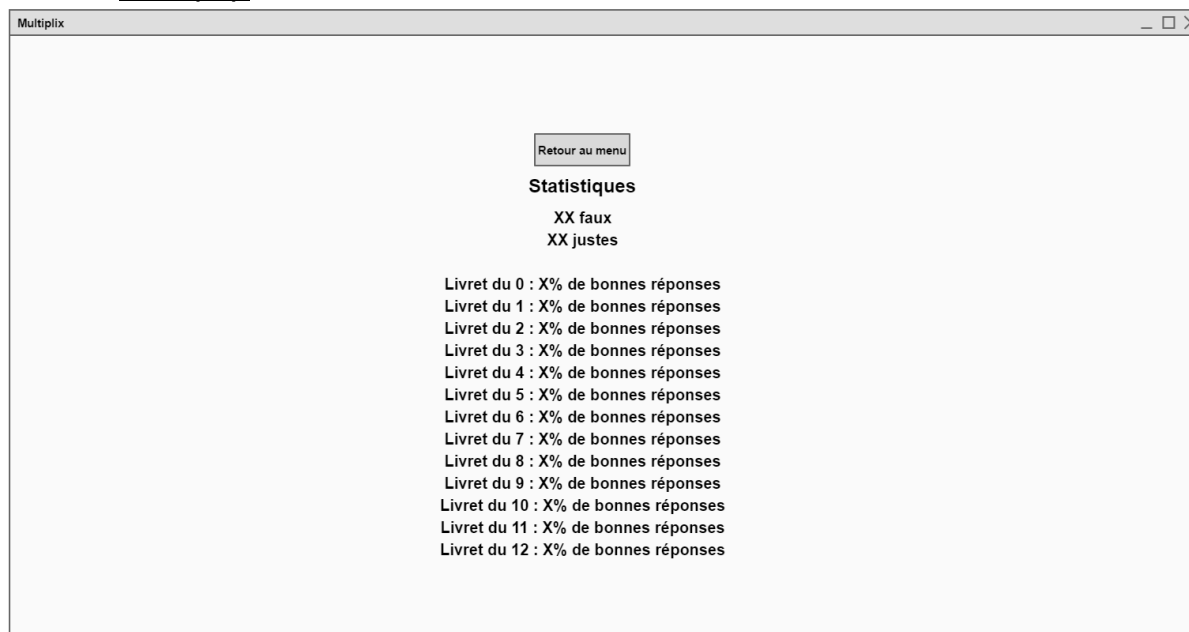 Multiplix
Retour au menu
Statistiques
XX faux
XX justes
Livret du 0 : X% de bonnes réponses
Livret du 1 : X% de bonnes réponses
Livret du 2 : X% de bonnes réponses
Livret du 3 : X% de bonnes réponses
Livret du 4 : X% de bonnes réponses
Livret du 5 : X% de bonnes réponses
Livret du 6 : X% de bonnes réponses
Livret du 7 : X% de bonnes réponses
Livret du 8 : X% de bonnes réponses
Livret du 9 : X% de bonnes réponses
Livret du 10 : X% de bonnes réponses
Livret du 11 : X% de bonnes réponses
Livret du 12 : X% de bonnes réponses